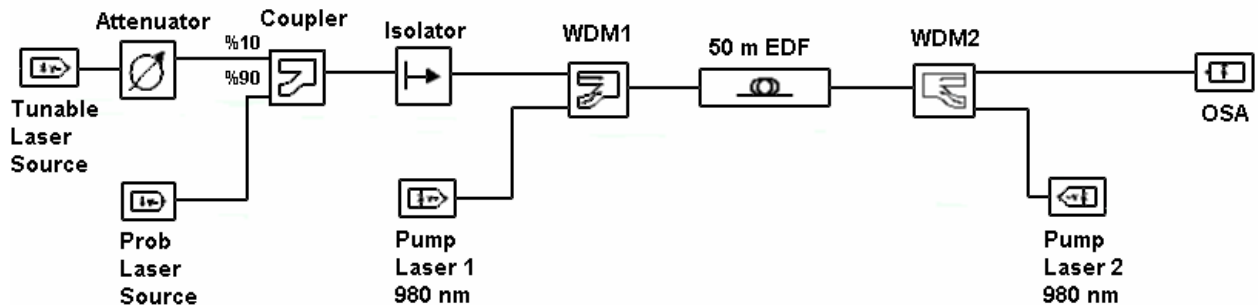 Attenuator
Coupler
Isolator
WDM1
50 m EDF
WDM2
%10
%90
Tunable
Laser
Source
OSA
Prob
Laser
Source
Pump
Laser 1
980 nm
Pump
Laser 2
980 nm